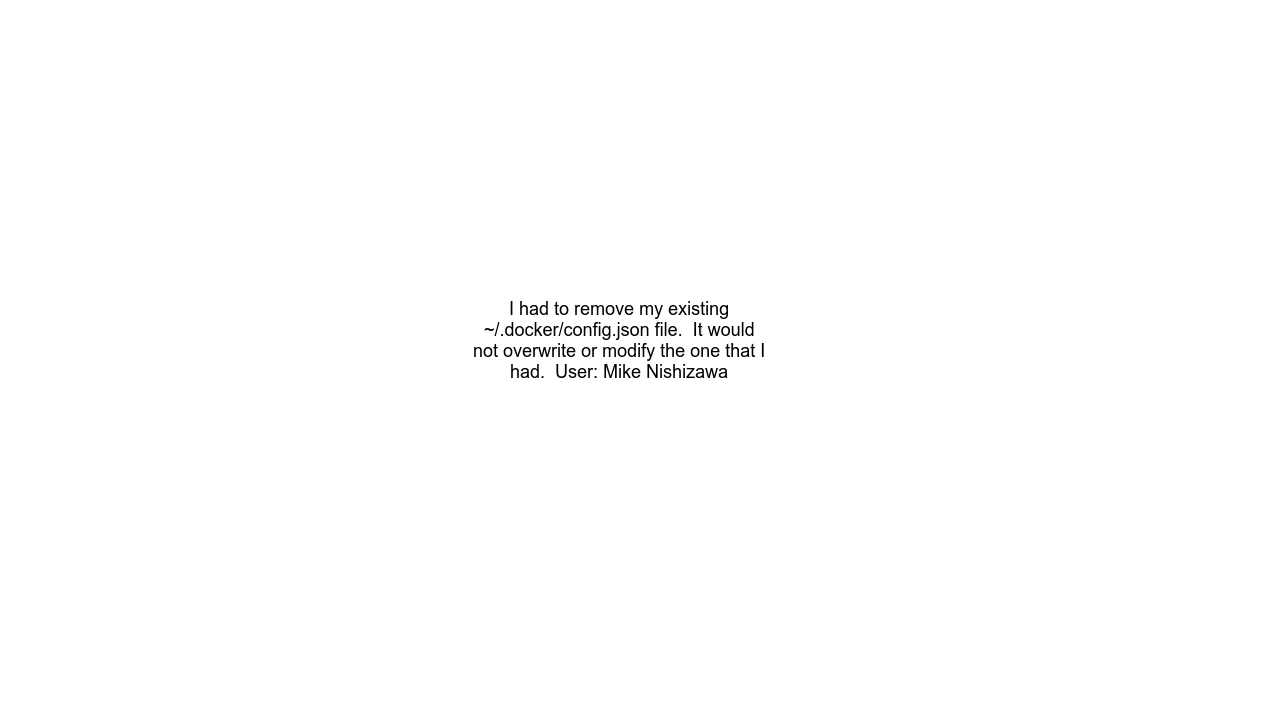 I had to remove my existing
~/.docker/config.json file.  It would
not overwrite or modify the one that I
had.  User: Mike Nishizawa